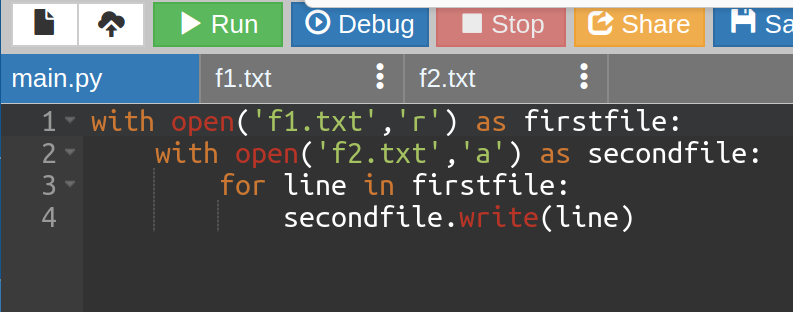 Run Debug Stop Share Sa
main.py f1.txt f2.txt
1 with open('f1.txt','r') as firstfile:
2     with open('f2.txt','a') as secondfile:
3         for line in firstfile:
4             secondfile.write(line)